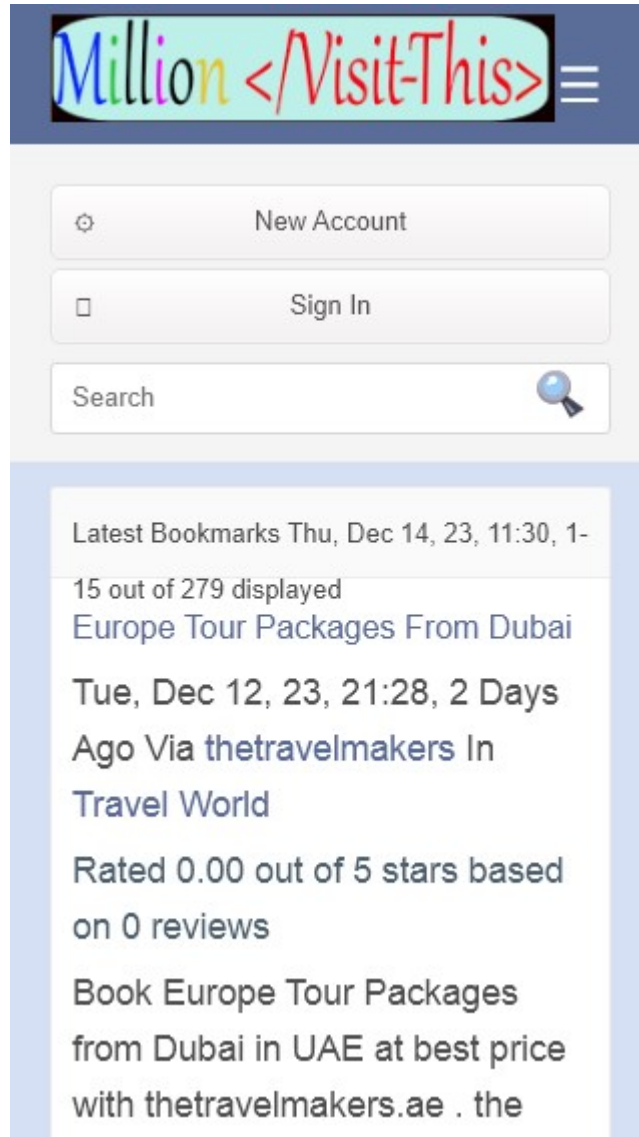 Million </Visit-This>
New Account
Sign In
Search
Latest Bookmarks Thu, Dec 14, 23, 11:30, 1-
15 out of 279 displayed
Europe Tour Packages From Dubai
Tue, Dec 12, 23, 21:28, 2 Days
Ago Via thetravelmakers In
Travel World
Rated 0.00 out of 5 stars based
on 0 reviews
Book Europe Tour Packages
from Dubai in UAE at best price
with thetravelmakers.ae . the